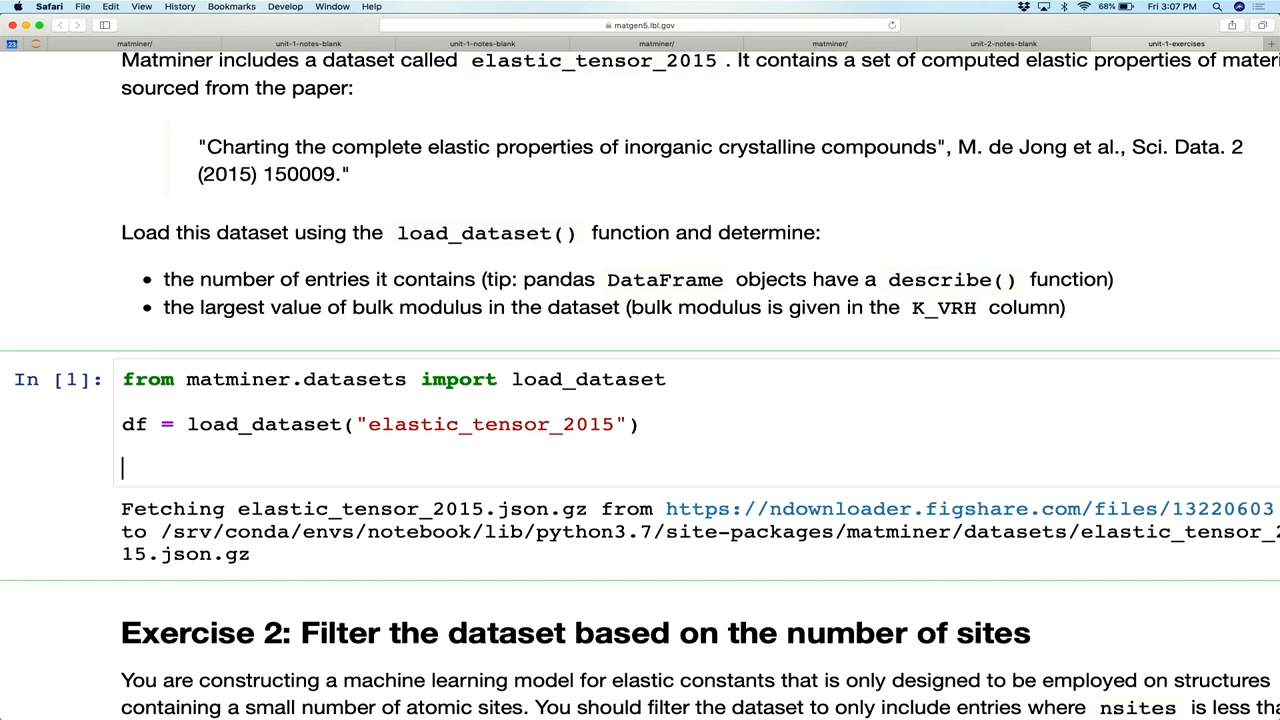 Safari File Edit View History Bookmarks Develop Window Help 68% Fri 3:07 PM
matgen5.lbl.gov
23 matminer/ unit-1-notes-blank unit-1-notes-blank matminer/ matminer/ unit-2-notes-blank unit-1-exercises
Matminer includes a dataset called elastic_tensor_2015 . It contains a set of computed elastic properties of materi
sourced from the paper:
"Charting the complete elastic properties of inorganic crystalline compounds", M. de Jong et al., Sci. Data. 2
(2015) 150009."
Load this dataset using the load_dataset() function and determine:
• the number of entries it contains (tip: pandas DataFrame objects have a describe() function)
• the largest value of bulk modulus in the dataset (bulk modulus is given in the K_VRH column)
In [1]: from matminer.datasets import load_dataset
df = load_dataset("elastic_tensor_2015")
Fetching elastic_tensor_2015.json.gz from https://ndownloader.figshare.com/files/13220603
to /srv/conda/envs/notebook/lib/python3.7/site-packages/matminer/datasets/elastic_tensor_2
15.json.gz
Exercise 2: Filter the dataset based on the number of sites
You are constructing a machine learning model for elastic constants that is only designed to be employed on structures
containing a small number of atomic sites. You should filter the dataset to only include entries where nsites is less tha